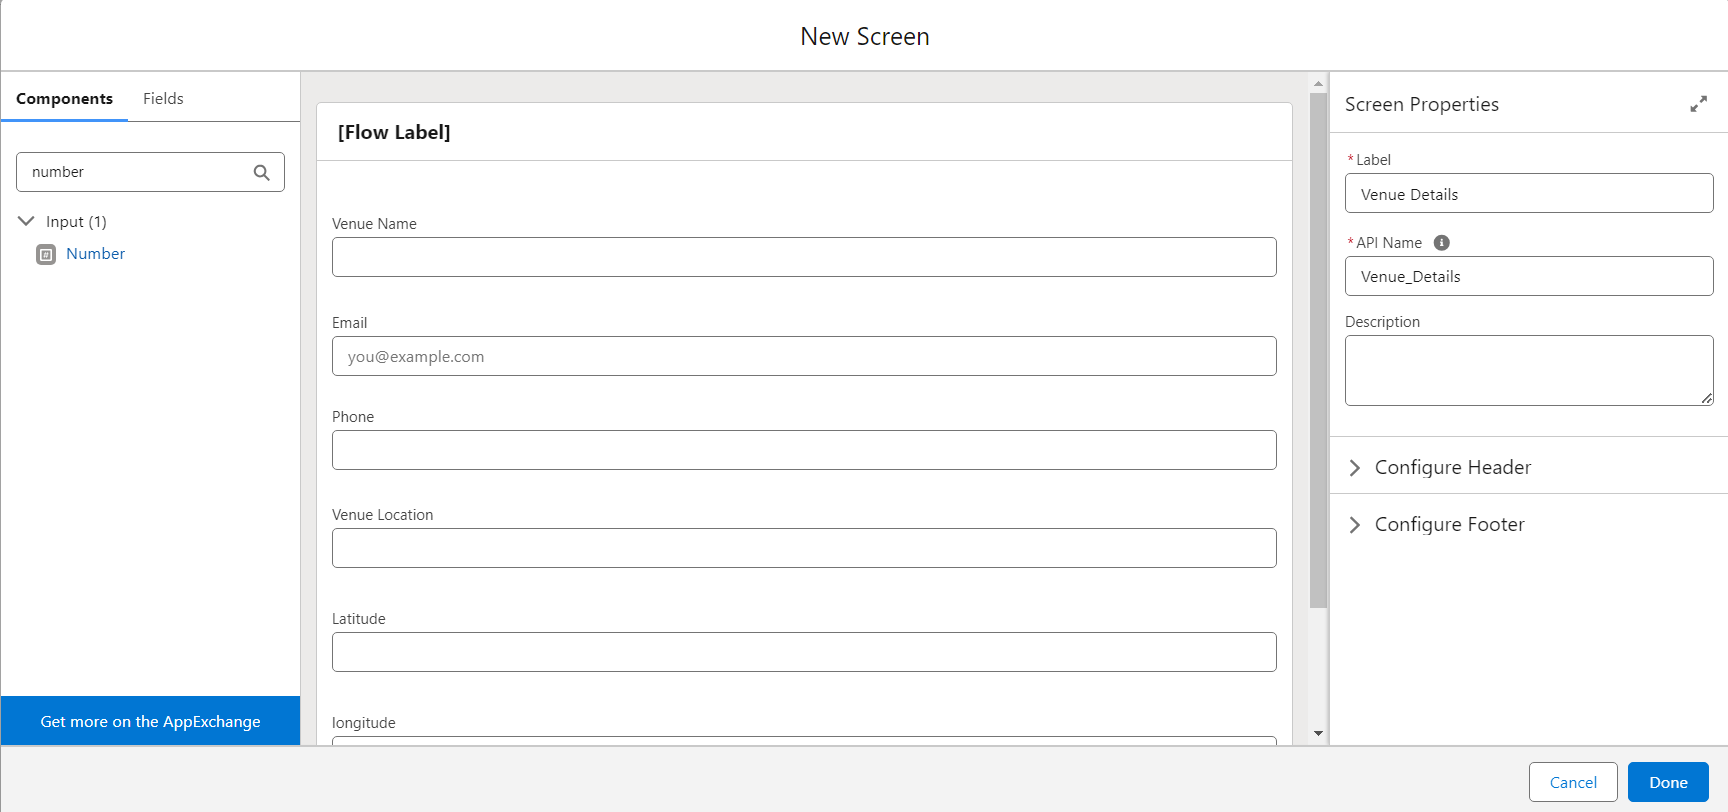 New Screen
Components
Fields
number
Input (1)
Number
Get more on the AppExchange
[Flow Label]
Venue Name
Email
you@example.com
Phone
Venue Location
Latitude
longitude
Screen Properties
*Label
Venue Details
*API Name
Venue_Details
Description
Configure Header
Configure Footer
Cancel
Done